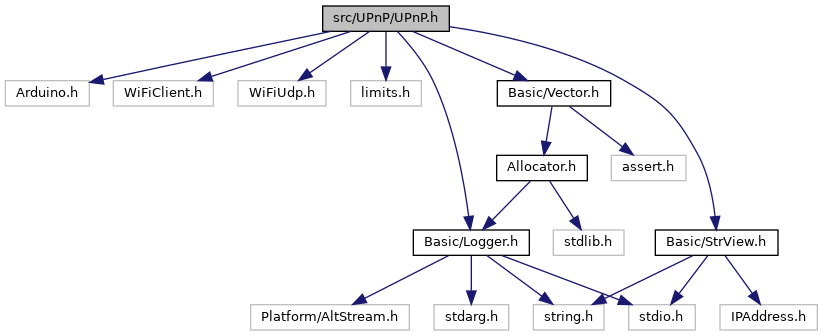 src/UPnP/UPnP.h
Arduino.h
WiFiClient.h
WiFiUdp.h
limits.h
Basic/Vector.h
Allocator.h
assert.h
Basic/Logger.h
stdlib.h
Basic/StrView.h
Platform/AltStream.h
stdarg.h
string.h
stdio.h
IPAddress.h